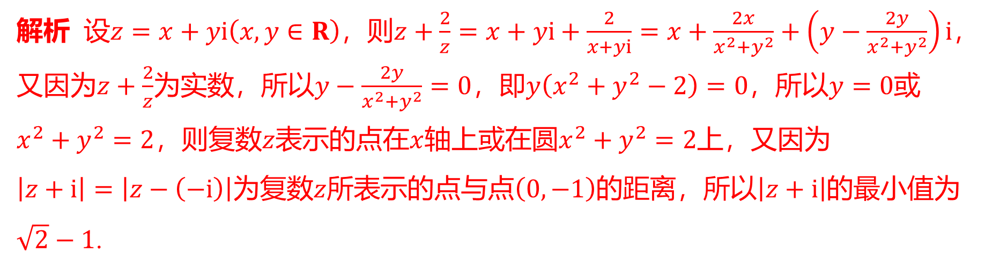 解析 设$z = x + y\mathrm{i}(x, y \in \mathbf{R})$，则$z + \frac{2}{z} = x + y\mathrm{i} + \frac{2}{x+y\mathrm{i}} = x + \frac{2x}{x^2+y^2} + \left(y - \frac{2y}{x^2+y^2}\right)\mathrm{i}$，
又因为$z + \frac{2}{z}$为实数，所以$y - \frac{2y}{x^2+y^2} = 0$，即$y(x^2 + y^2 - 2) = 0$，所以$y = 0$或
$x^2 + y^2 = 2$，则复数$z$表示的点在$x$轴上或在圆$x^2 + y^2 = 2$上，又因为
$|z + \mathrm{i}| = |z - (-\mathrm{i})|$为复数$z$所表示的点与点$(0, -1)$的距离，所以$|z + \mathrm{i}|$的最小值为
$\sqrt{2} - 1$.